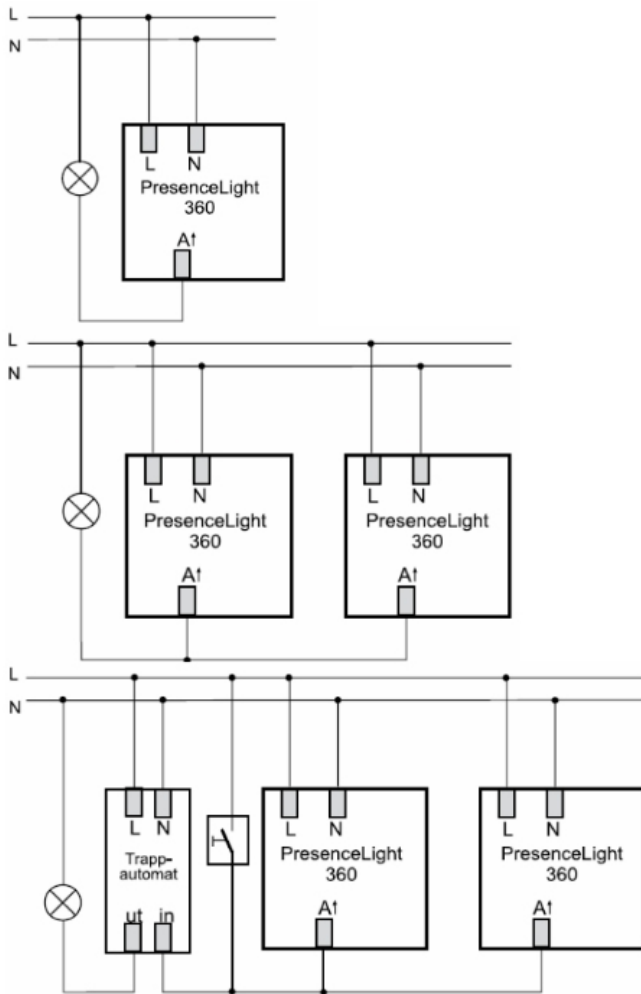 L
N
L N
PresenceLight
360
A↑
L
N
L N L N
PresenceLight PresenceLight
360 360
A↑ A↑
L
N
L N L N L N
Trapp-
automat
PresenceLight PresenceLight
360 360
ut in A↑ A↑